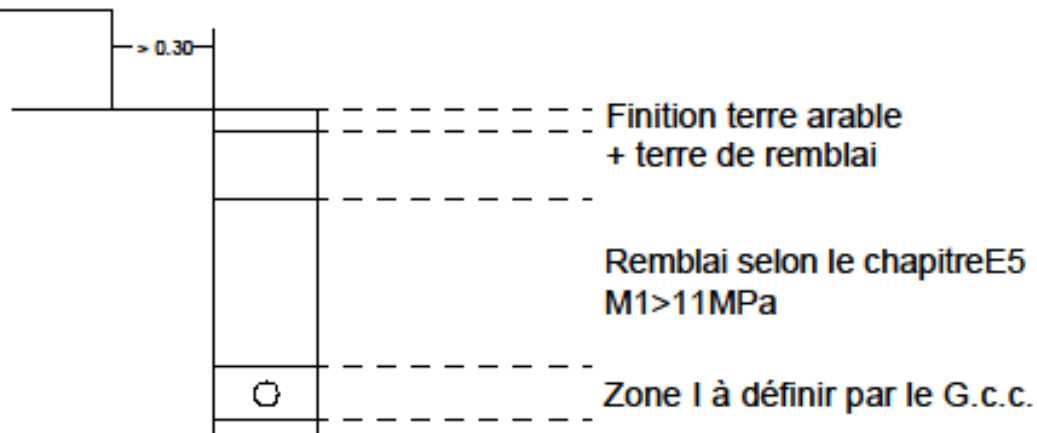 > 0.30
Finition terre arable
+ terre de remblai
Remblai selon le chapitreE5
M1>11MPa
Zone I à définir par le G.c.c.